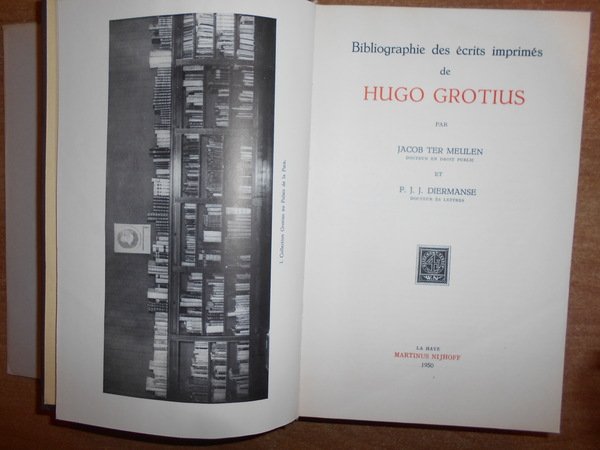 1. Collection Grotius au Palais de la Paix.
Bibliographie des écrits imprimés
de
HUGO GROTIUS
PAR
JACOB TER MEULEN
DOCTEUR EN DROIT PUBLIC
ET
P. J. J. DIERMANSE
DOCTEUR ÈS LETTRES
LA HAYE
MARTINUS NIJHOFF
1950